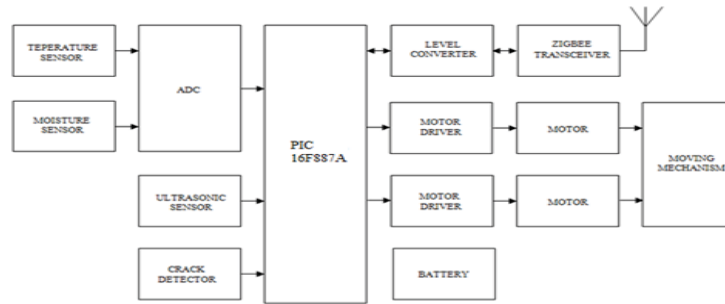 TEPERATURE
SENSOR
MOISTURE
SENSOR
ADC
ULTRASONIC
SENSOR
CRACK
DETECTOR
PIC
16F887A
LEVEL
CONVERTER
ZIGBEE
TRANSCEIVER
MOTOR
DRIVER
MOTOR
MOTOR
DRIVER
MOTOR
MOVING
MECHANISM
BATTERY